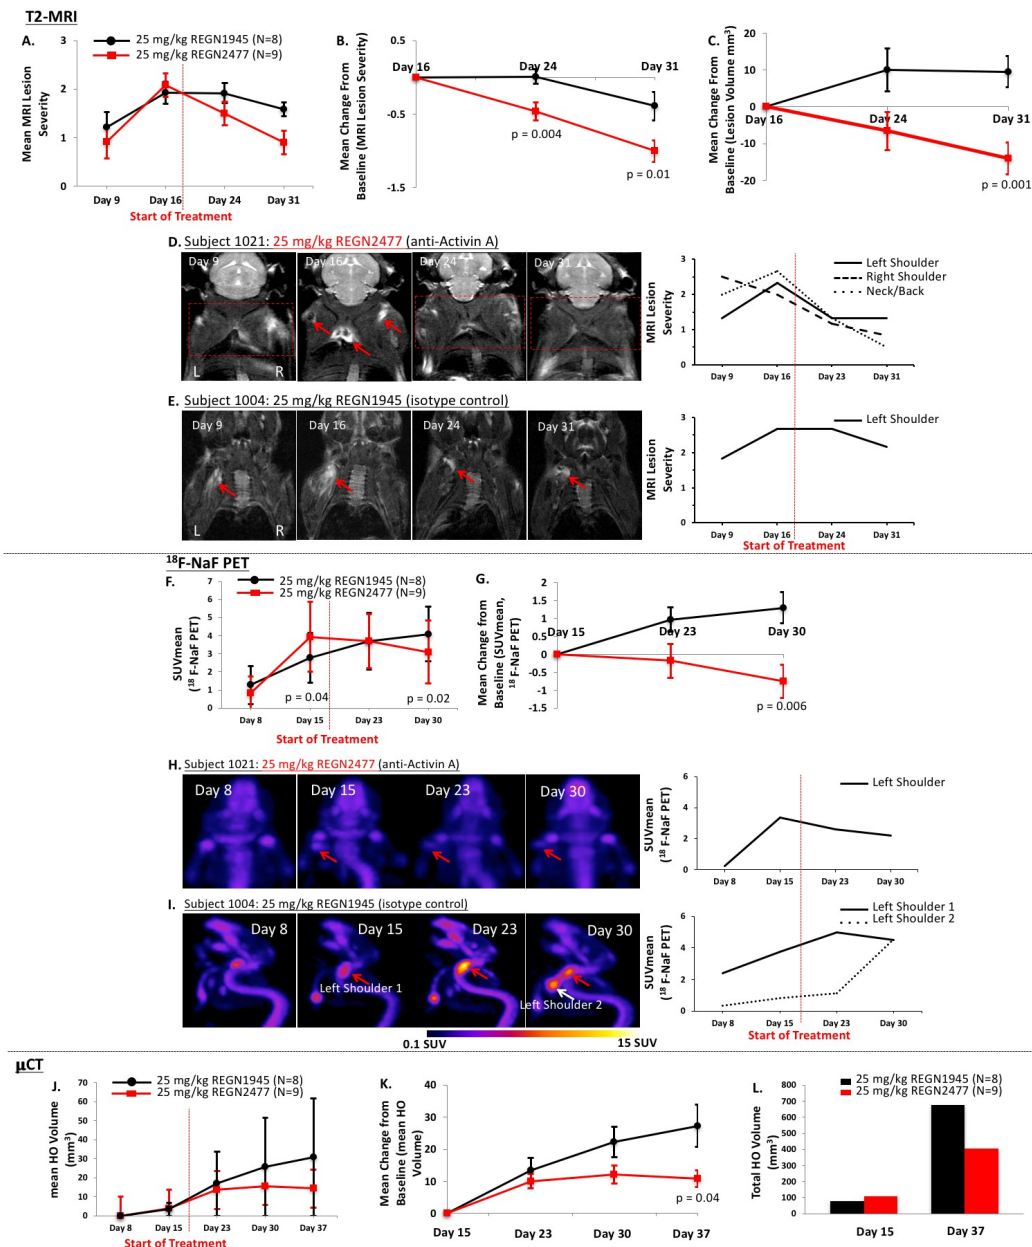 T2-MRI
A.
25 mg/kg REGN1945 (N=8)
25 mg/kg REGN2477 (N=9)
Mean MRI Lesion
Severity
3
2
1
0
Day 9
Day 16
Day 24
Day 31
Start of Treatment
B.
Mean Change From
Baseline (MRI Lesion Severity)
0.5
-0.5
-1.5
Day 16
Day 24
Day 31
p = 0.004
p = 0.01
C.
Mean Change From
Baseline (Lesion Volume mm³)
20
10
0
-10
-20
Day 16
Day 24
Day 31
p = 0.001
D. Subject 1021: 25 mg/kg REGN2477 (anti-Activin A)
Day 9
Day 16
Day 24
Day 31
L
R
MRI Lesion
Severity
3
2
1
0
Left Shoulder
Right Shoulder
Neck/Back
Day 9
Day 16
Day 23
Day 31
E. Subject 1004: 25 mg/kg REGN1945 (isotype control)
Day 9
Day 16
Day 24
Day 31
L
R
MRI Lesion
Severity
3
2
1
0
Left Shoulder
Day 9
Day 16
Day 24
Day 31
Start of Treatment
¹⁸F-NaF PET
F.
25 mg/kg REGN1945 (N=8)
25 mg/kg REGN2477 (N=9)
SUVmean
(¹⁸ F-NaF PET)
7
6
5
4
3
2
1
0
p = 0.04
p = 0.02
Day 8
Day 15
Day 23
Day 30
Start of Treatment
G.
Mean Change from
Baseline (SUVmean,
¹⁸ F-NaF PET)
2
1.5
1
0.5
0
-0.5
-1
-1.5
Day 15
Day 23
Day 30
p = 0.006
H. Subject 1021: 25 mg/kg REGN2477 (anti-Activin A)
Day 8
Day 15
Day 23
Day 30
SUVmean
(¹⁸ F-NaF PET)
6
4
2
0
Left Shoulder
Day 8
Day 15
Day 23
Day 30
I. Subject 1004: 25 mg/kg REGN1945 (isotype control)
Day 8
Day 15
Day 23
Day 30
Left Shoulder 1
Left Shoulder 2
0.1 SUV
15 SUV
SUVmean
(¹⁸ F-NaF PET)
6
4
2
0
Left Shoulder 1
Left Shoulder 2
Day 8
Day 15
Day 23
Day 30
Start of Treatment
μCT
J.
25 mg/kg REGN1945 (N=8)
25 mg/kg REGN2477 (N=9)
mean HO Volume
(mm³)
70
60
50
40
30
20
10
0
Day 8
Day 15
Day 23
Day 30
Day 37
Start of Treatment
K.
Mean Change from
Baseline (mean HO
Volume)
40
30
20
10
0
Day 15
Day 23
Day 30
Day 37
p = 0.04
L.
25 mg/kg REGN1945 (N=8)
25 mg/kg REGN2477 (N=9)
Total HO Volume
(mm³)
800
700
600
500
400
300
200
100
0
Day 15
Day 37